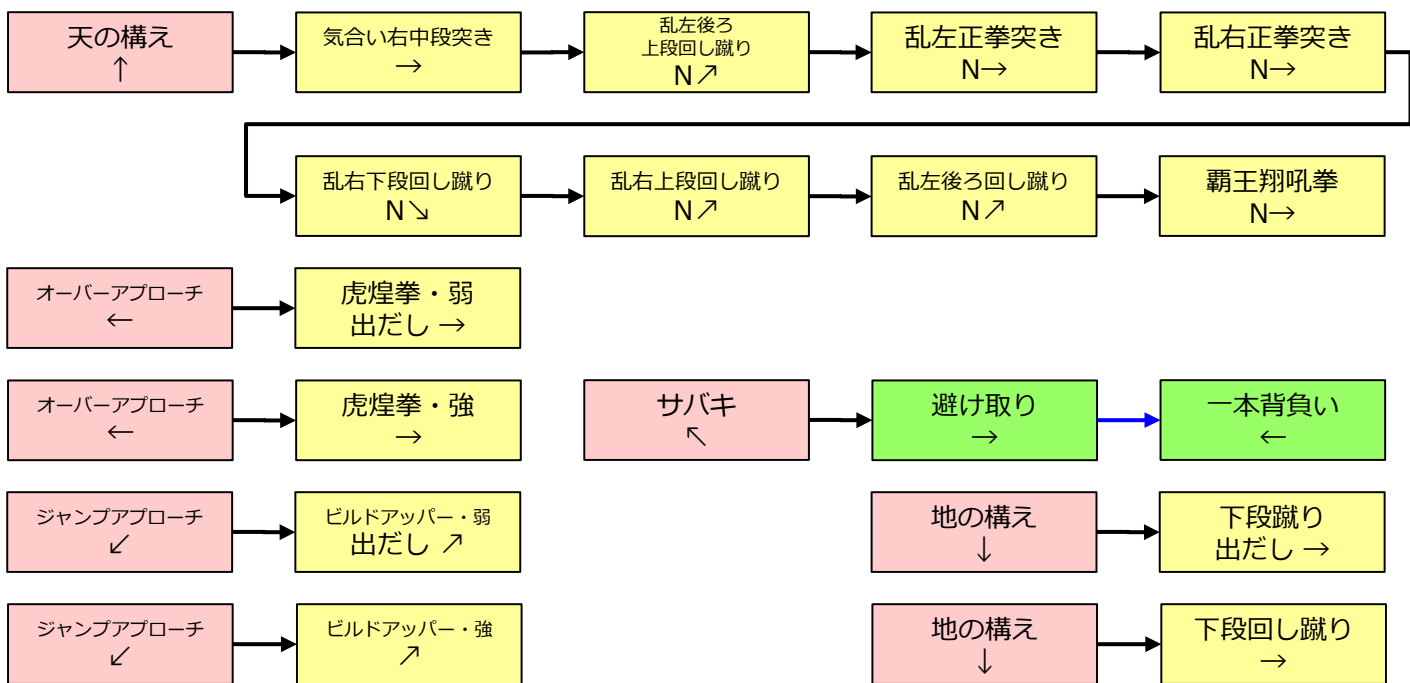 天の構え
↑
気合い右中段突き
→
乱左後ろ
上段回し蹴り
N↗
乱左正拳突き
N→
乱右正拳突き
N→
乱右下段回し蹴り
N↘
乱右上段回し蹴り
N↗
乱左後ろ回し蹴り
N↗
覇王翔吼拳
N→
オーバーアプローチ
←
虎煌拳・弱
出だし →
オーバーアプローチ
←
虎煌拳・強
→
サバキ
↖
避け取り
→
一本背負い
←
ジャンプアプローチ
↙
ビルドアッパー・弱
出だし ↗
地の構え
↓
下段蹴り
出だし →
ジャンプアプローチ
↙
ビルドアッパー・強
↗
地の構え
↓
下段回し蹴り
→